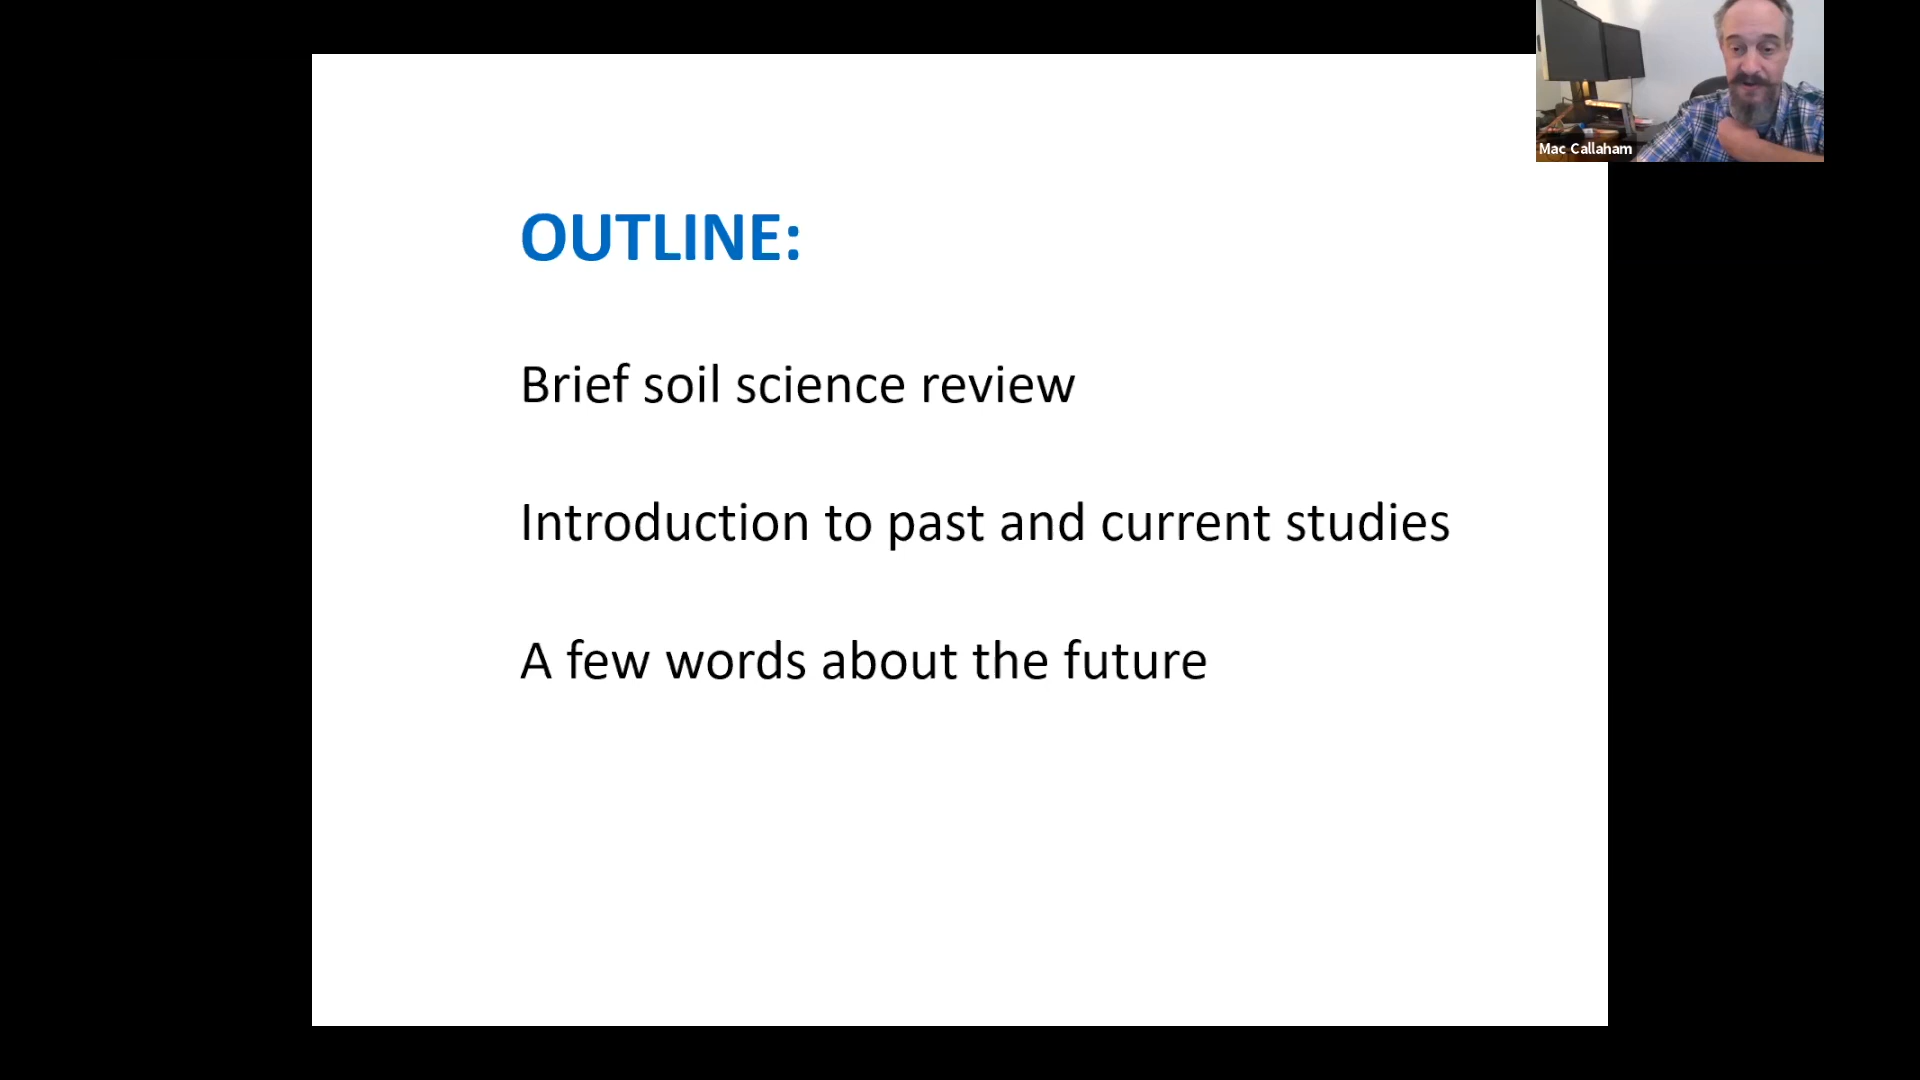 OUTLINE:
Brief soil science review
Introduction to past and current studies
A few words about the future
Mac Callaham